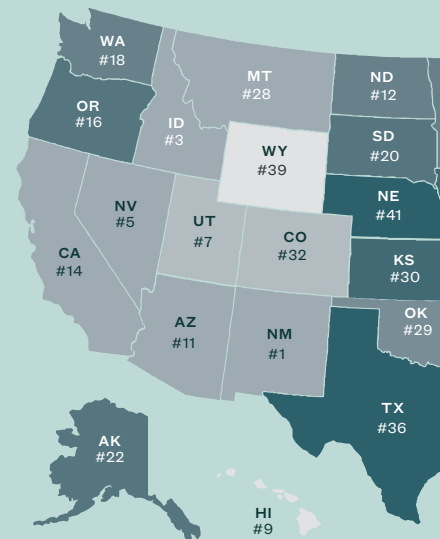 WA
#18
MT
#28
ND
#12
OR
#16
ID
#3
SD
#20
WY
#39
NE
#41
NV
#5
UT
#7
CO
#32
CA
#14
KS
#30
AZ
#11
NM
#1
OK
#29
TX
#36
AK
#22
HI
#9